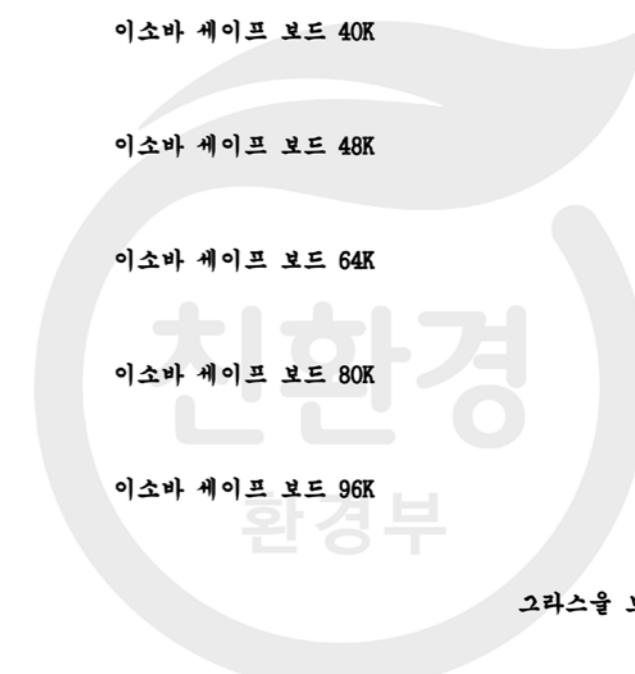 이소바 세이프 보드 40K
이소바 세이프 보드 48K
이소바 세이프 보드 64K
친환경
이소바 세이프 보드 80K
이소바 세이프 보드 96K
환경부
그라스울